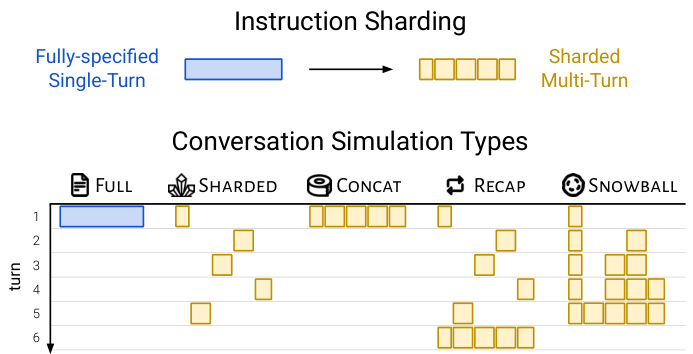 Instruction Sharding
Fully-specified
Single-Turn
Sharded
Multi-Turn
Conversation Simulation Types
FULL
SHARDED
CONCAT
RECAP
SNOWBALL
turn
1
2
3
4
5
6